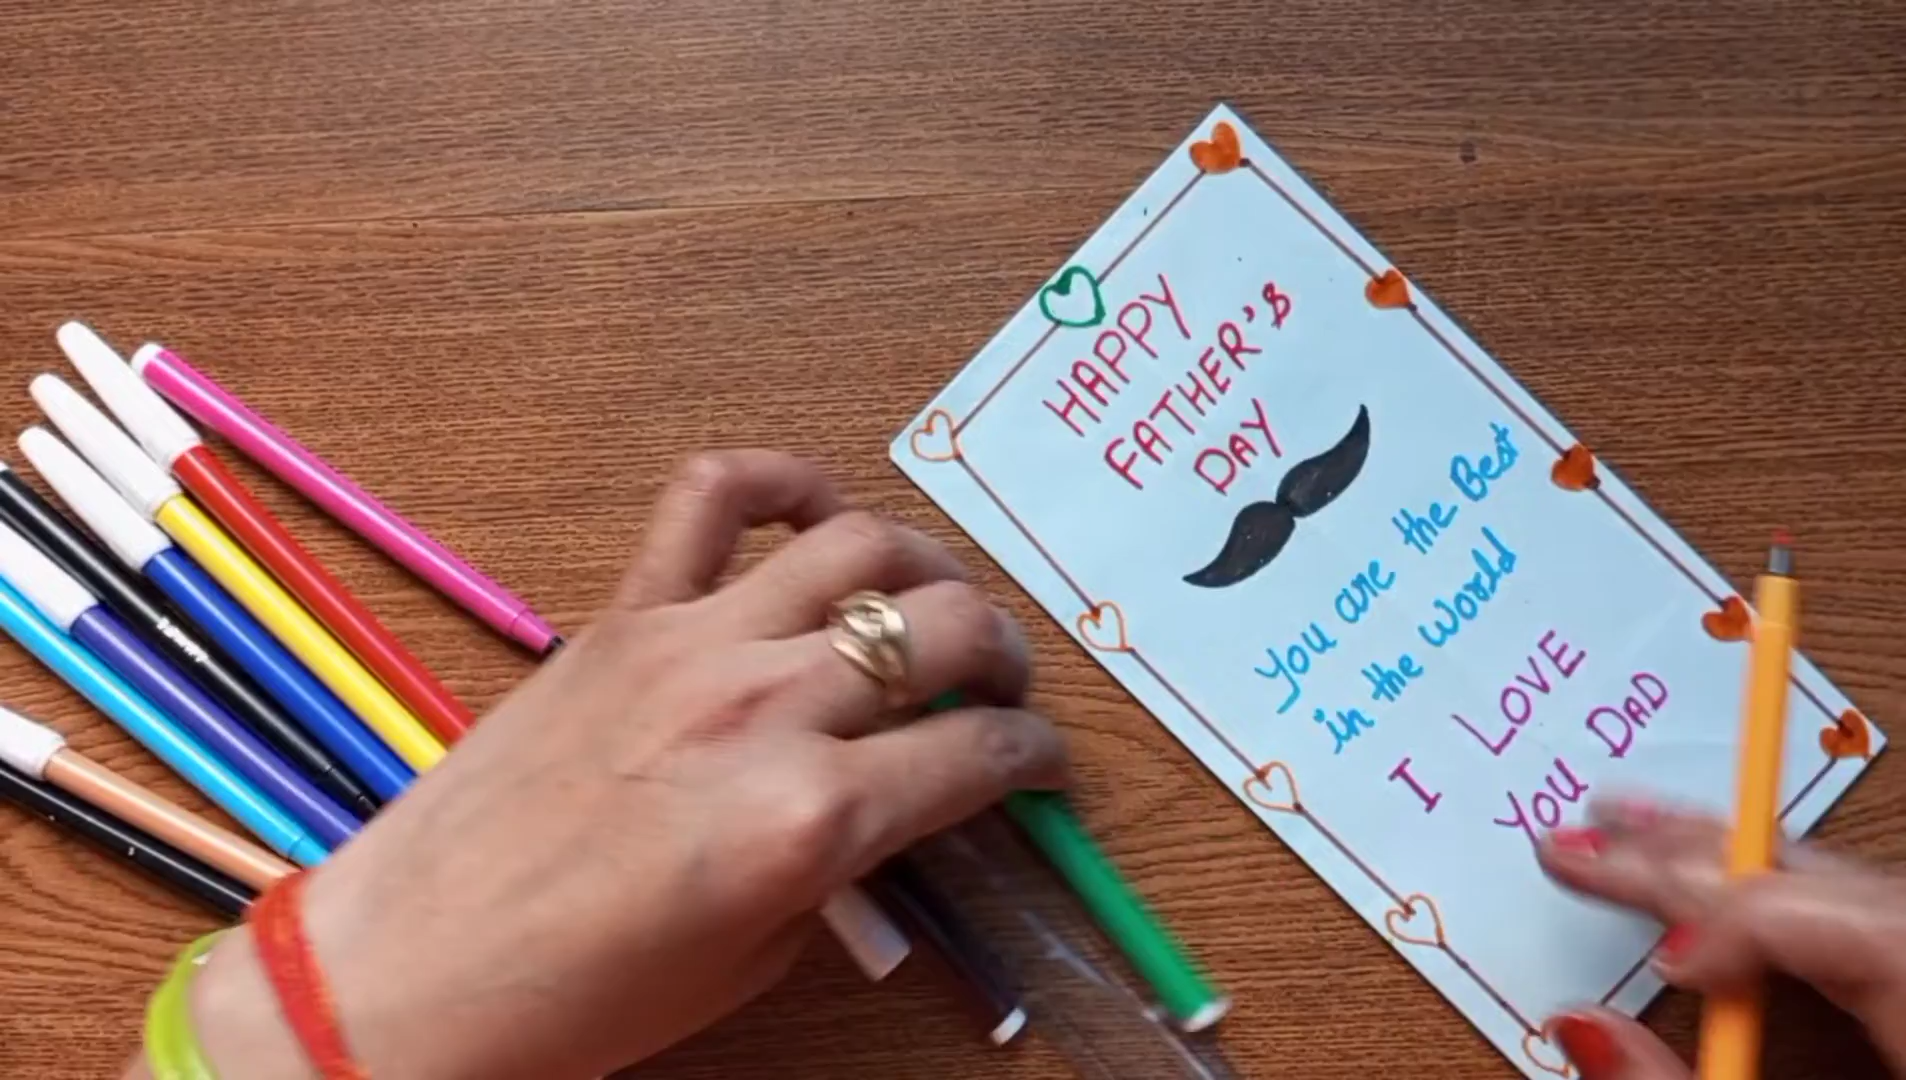 HAPPY
FATHER'S
DAY
You are the Best
in the World
I LOVE
YOU DAD